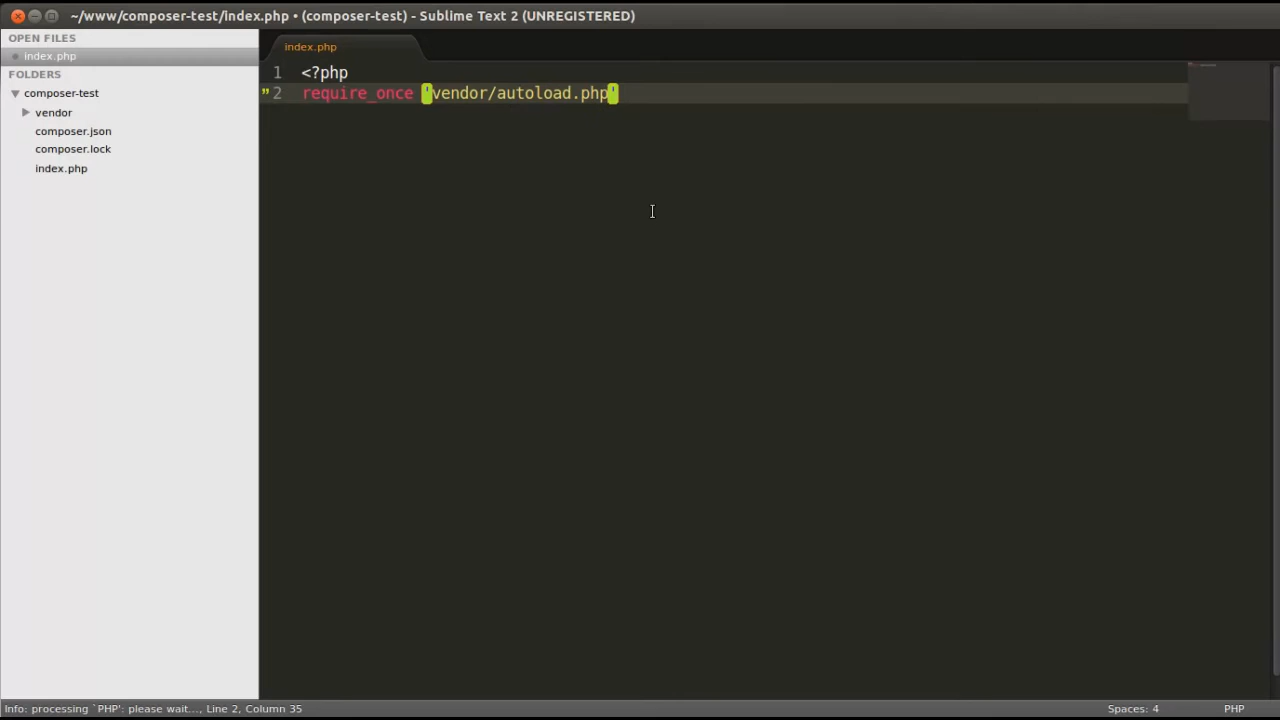 ~/www/composer-test/index.php • (composer-test) - Sublime Text 2 (UNREGISTERED)
OPEN FILES
index.php
FOLDERS
composer-test
vendor
composer.json
composer.lock
index.php
index.php
1 <?php
" 2 require_once 'vendor/autoload.php'
Info: processing `PHP': please wait..., Line 2, Column 35
Spaces: 4
PHP